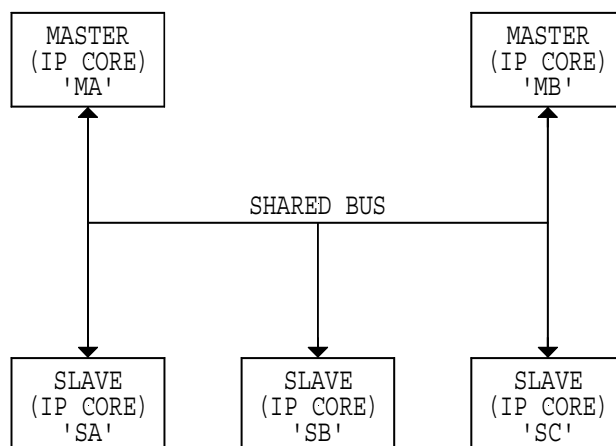 MASTER
(IP CORE)
'MA'
MASTER
(IP CORE)
'MB'
SHARED BUS
SLAVE
(IP CORE)
'SA'
SLAVE
(IP CORE)
'SB'
SLAVE
(IP CORE)
'SC'